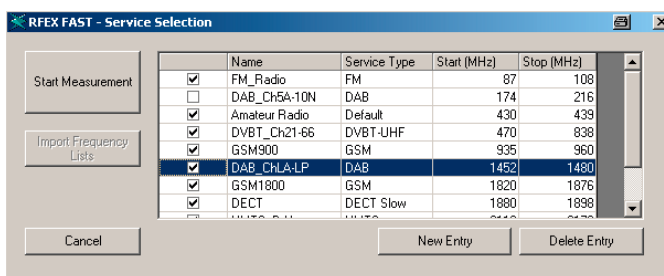 RFEX FAST - Service Selection
Start Measurement
Import Frequency
Lists
Cancel
Name Service Type Start (MHz) Stop (MHz)
FM_Radio FM 87 108
DAB_Ch5A-10N DAB 174 216
Amateur Radio Default 430 439
DVBT_Ch21-66 DVBT-UHF 470 838
GSM900 GSM 935 960
DAB_ChLA-LP DAB 1452 1480
GSM1800 GSM 1820 1876
DECT DECT Slow 1880 1898
New Entry Delete Entry